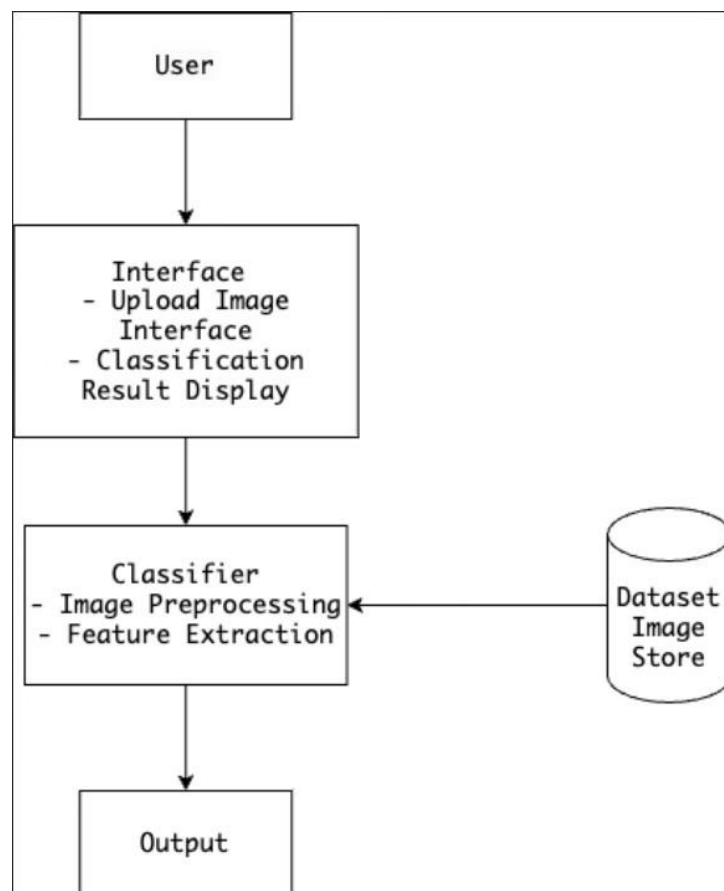 User
Interface
- Upload Image
Interface
- Classification
Result Display
Classifier
- Image Preprocessing
- Feature Extraction
Dataset
Image
Store
Output